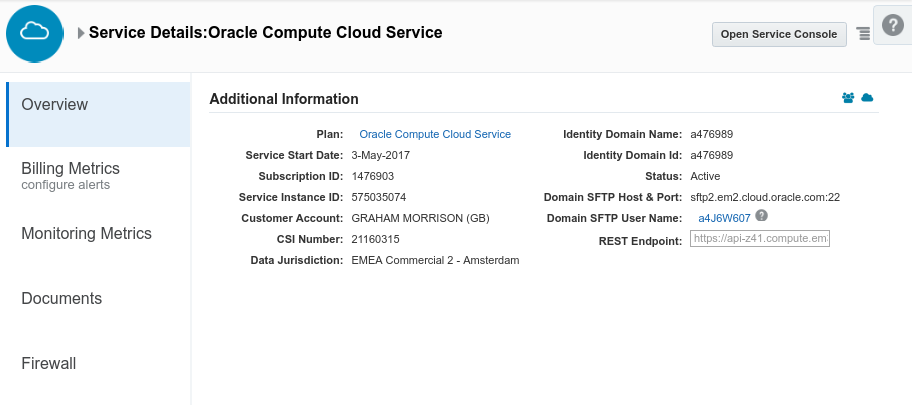 Service Details:Oracle Compute Cloud Service
Open Service Console
?
Overview
Billing Metrics
configure alerts
Monitoring Metrics
Documents
Firewall
Additional Information
Plan: Oracle Compute Cloud Service
Service Start Date: 3-May-2017
Subscription ID: 1476903
Service Instance ID: 575035074
Customer Account: GRAHAM MORRISON (GB)
CSI Number: 21160315
Data Jurisdiction: EMEA Commercial 2 - Amsterdam
Identity Domain Name: a476989
Identity Domain Id: a476989
Status: Active
Domain SFTP Host & Port: sftp2.em2.cloud.oracle.com:22
Domain SFTP User Name: a4J6W607 ?
REST Endpoint: https://api-z41.compute.em